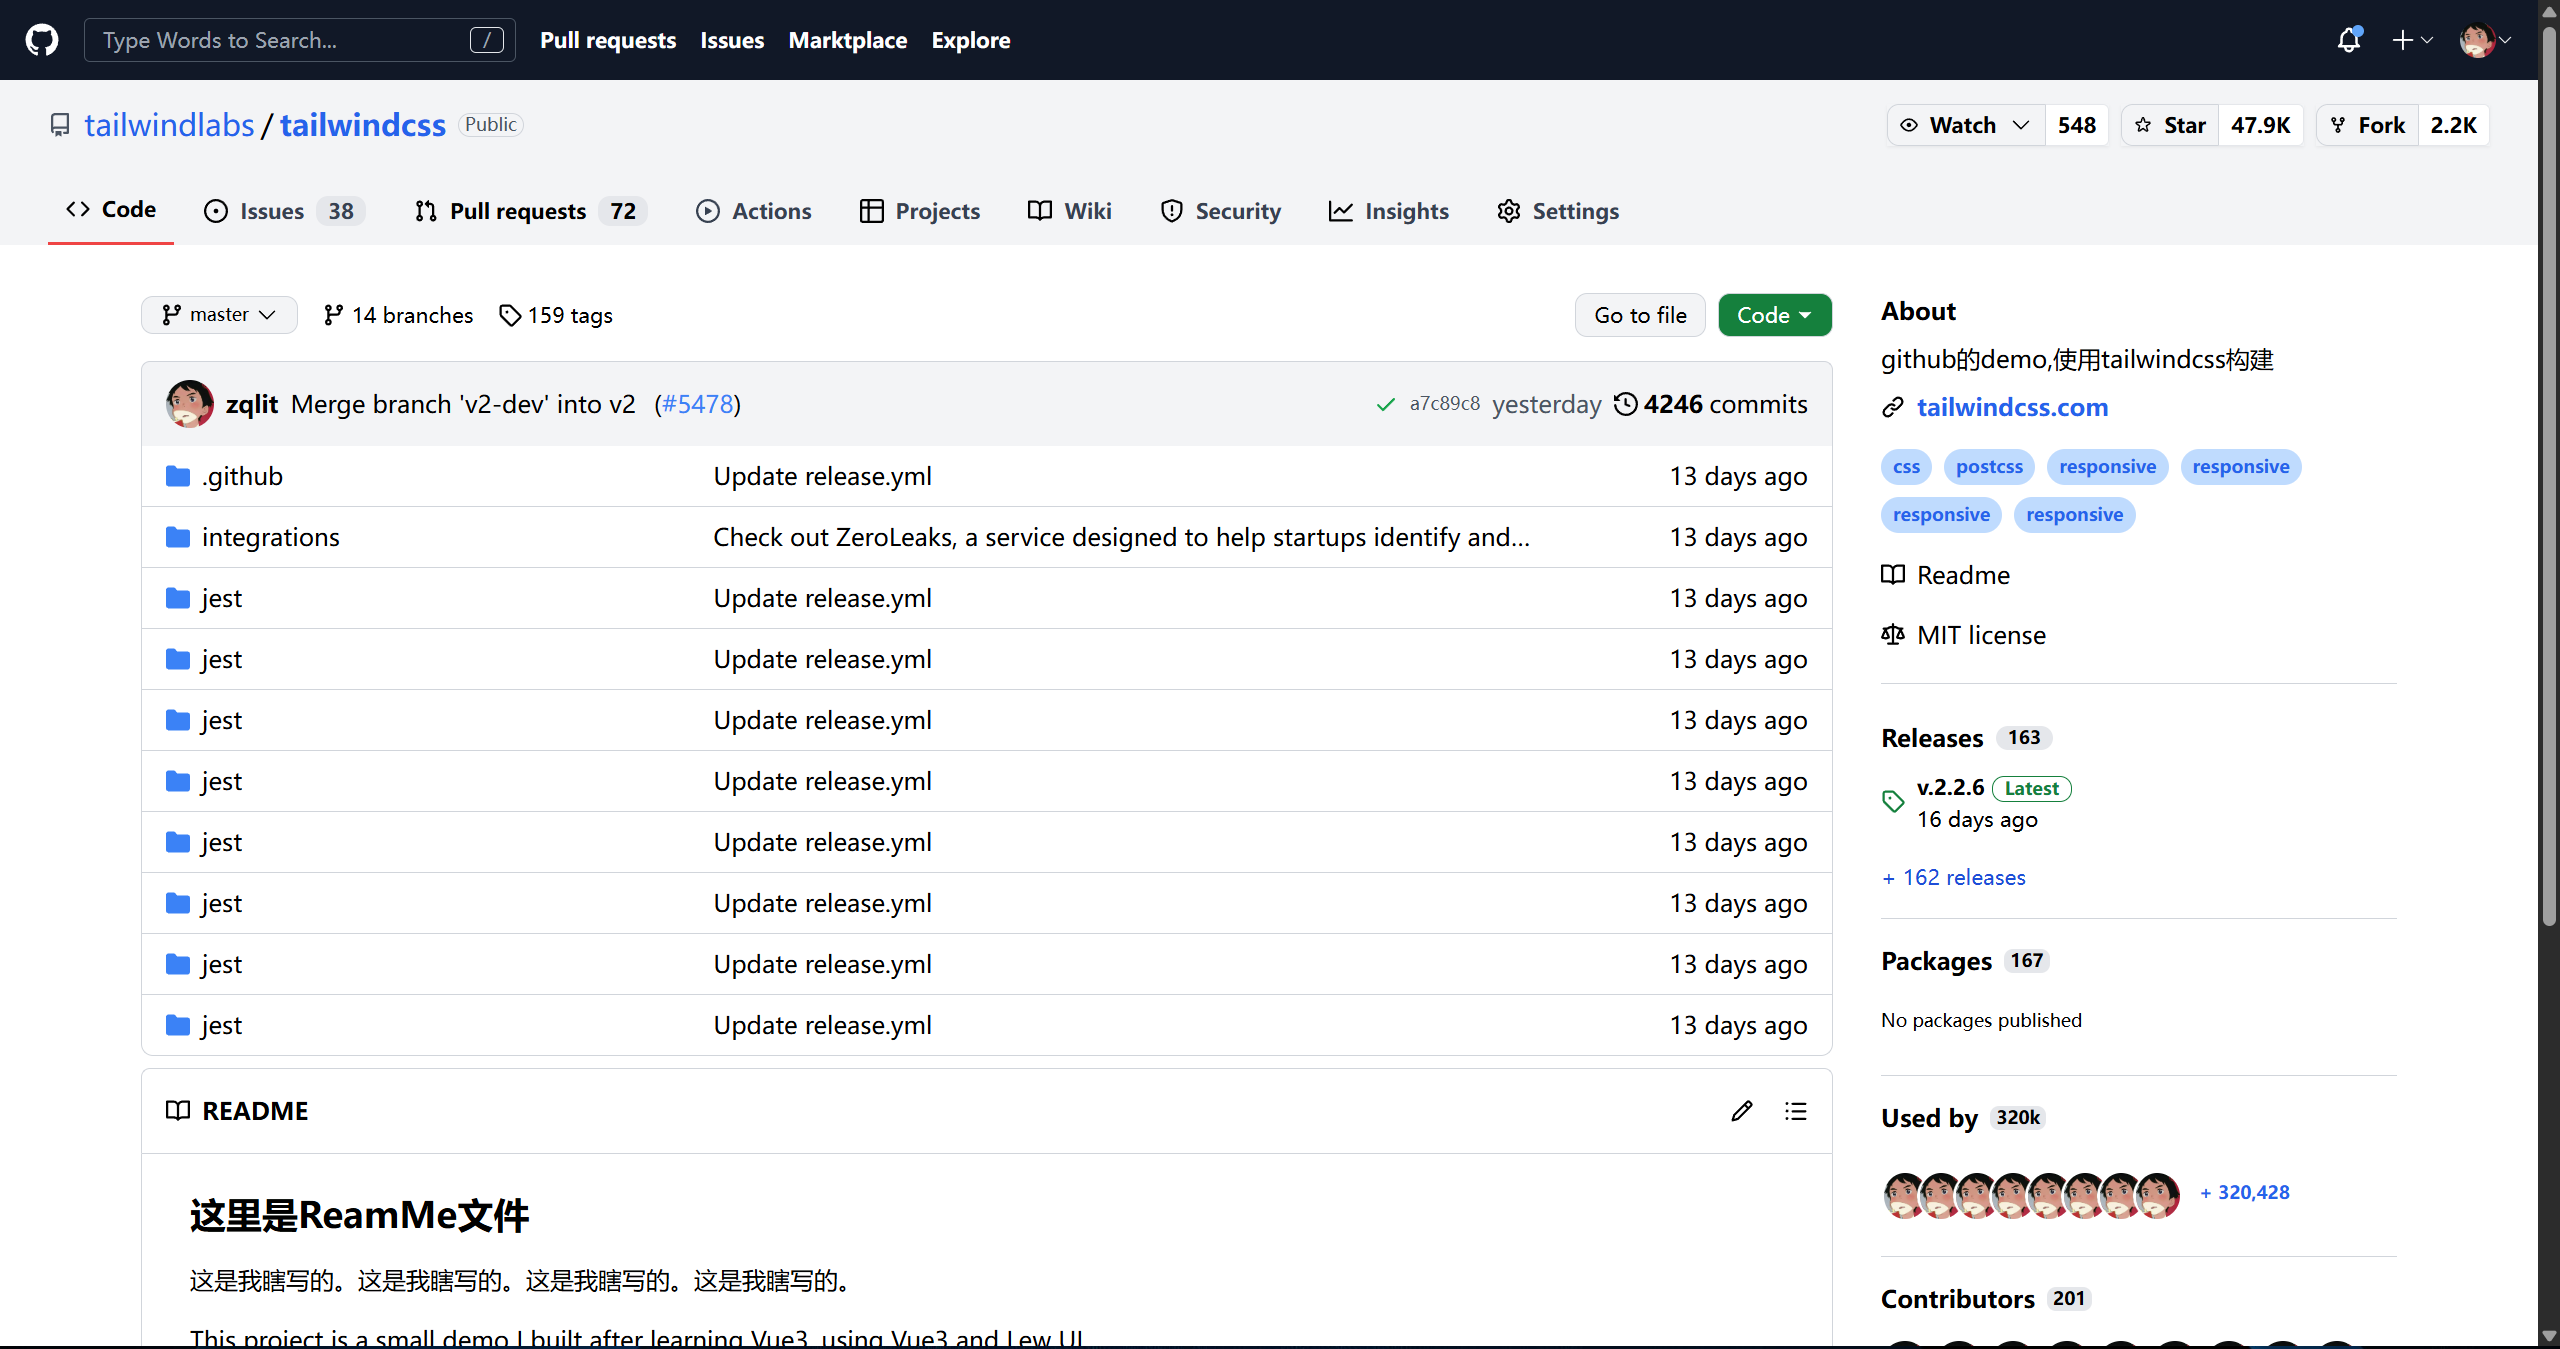 Type Words to Search... /
Pull requests Issues Marktplace Explore
tailwindlabs / tailwindcss Public
Watch 548 Star 47.9K Fork 2.2K
Code Issues 38 Pull requests 72 Actions Projects Wiki Security Insights Settings
master 14 branches 159 tags Go to file Code
zqlit Merge branch 'v2-dev' into v2 (#5478) a7c89c8 yesterday 4246 commits
.github Update release.yml 13 days ago
integrations Check out ZeroLeaks, a service designed to help startups identify and... 13 days ago
jest Update release.yml 13 days ago
jest Update release.yml 13 days ago
jest Update release.yml 13 days ago
jest Update release.yml 13 days ago
jest Update release.yml 13 days ago
jest Update release.yml 13 days ago
jest Update release.yml 13 days ago
jest Update release.yml 13 days ago
README
这里是ReamMe文件
这是我瞎写的。这是我瞎写的。这是我瞎写的。这是我瞎写的。
This project is a small demo I built after learning Vue3, using Vue3 and Lew UI.
About
github的demo,使用tailwindcss构建
tailwindcss.com
css postcss responsive responsive
responsive responsive
Readme
MIT license
Releases 163
v.2.2.6 Latest
16 days ago
+ 162 releases
Packages 167
No packages published
Used by 320k
+ 320,428
Contributors 201